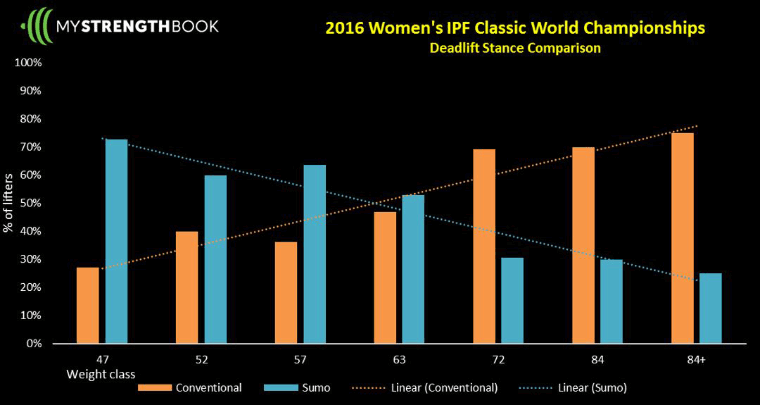 MYSTRENGTHBOOK
2016 Women's IPF Classic World Championships
Deadlift Stance Comparison
100%
90%
80%
70%
60%
50%
40%
30%
20%
10%
0%
% of lifters
47 52 57 63 72 84 84+
Weight class
Conventional Sumo Linear (Conventional) Linear (Sumo)